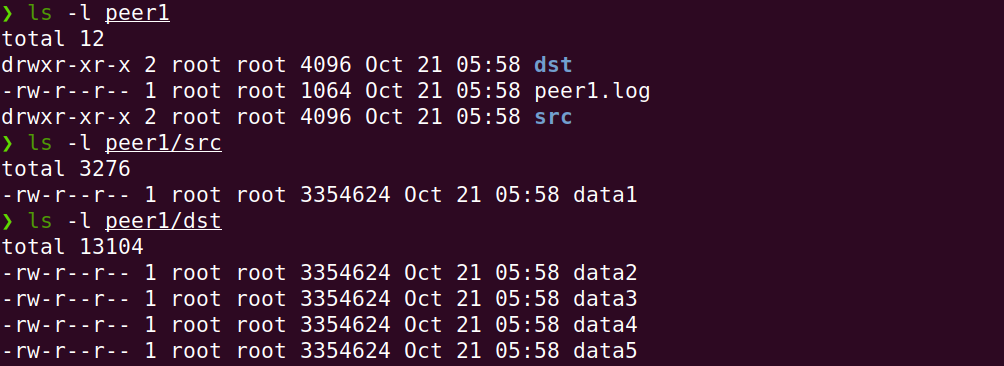 ❯ ls -l peer1
total 12
drwxr-xr-x 2 root root 4096 Oct 21 05:58 dst
-rw-r--r-- 1 root root 1064 Oct 21 05:58 peer1.log
drwxr-xr-x 2 root root 4096 Oct 21 05:58 src
❯ ls -l peer1/src
total 3276
-rw-r--r-- 1 root root 3354624 Oct 21 05:58 data1
❯ ls -l peer1/dst
total 13104
-rw-r--r-- 1 root root 3354624 Oct 21 05:58 data2
-rw-r--r-- 1 root root 3354624 Oct 21 05:58 data3
-rw-r--r-- 1 root root 3354624 Oct 21 05:58 data4
-rw-r--r-- 1 root root 3354624 Oct 21 05:58 data5